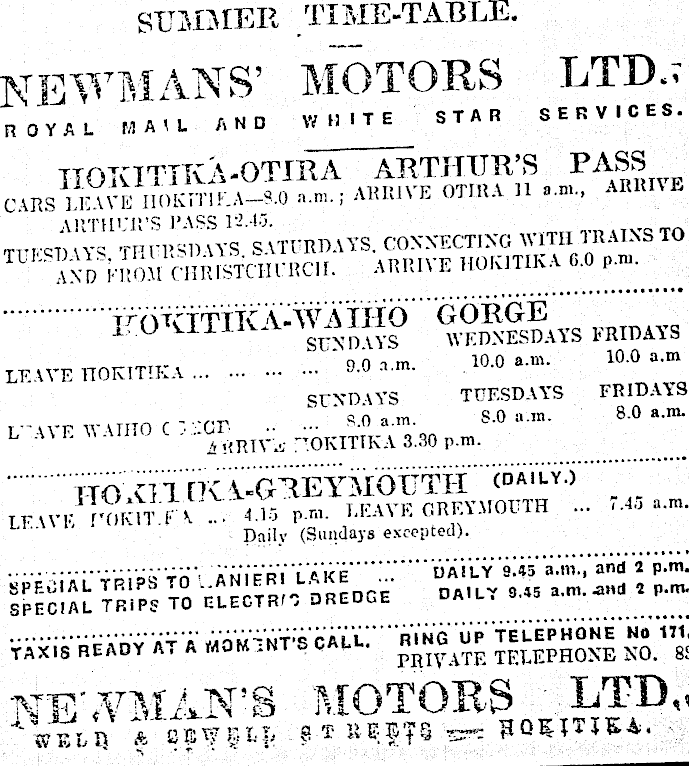 SUMMER TIME-TABLE.
NEWMANS' MOTORS LTD.,
ROYAL MAIL AND WHITE STAR SERVICES.
HOKITIKA-OTIRA ARTHUR'S PASS
CARS LEAVE HOKITIKA—8.0 a.m.; ARRIVE OTIRA 11 a.m., ARRIVE
ARTHUR'S PASS 12.45.
TUESDAYS, THURSDAYS, SATURDAYS, CONNECTING WITH TRAINS TO
AND FROM CHRISTCHURCH. ARRIVE HOKITIKA 6.0 p.m.
HOKITIKA-WAIHO GORGE
SUNDAYS WEDNESDAYS FRIDAYS
LEAVE HOKITIKA ... ... ... ... 9.0 a.m. 10.0 a.m. 10.0 a.m
SUNDAYS TUESDAYS FRIDAYS
LEAVE WAIHO GORGE .. ... 8.0 a.m. 8.0 a.m. 8.0 a.m.
ARRIVE HOKITIKA 3.30 p.m.
HOKITIKA-GREYMOUTH (DAILY.)
LEAVE HOKITIKA ... 4.15 p.m. LEAVE GREYMOUTH ... 7.45 a.m.
Daily (Sundays excepted).
SPECIAL TRIPS TO LANIERI LAKE ... DAILY 9.45 a.m., and 2 p.m.
SPECIAL TRIPS TO ELECTRIC DREDGE DAILY 9.45 a.m. and 2 p.m.
TAXIS READY AT A MOMENT'S CALL. RING UP TELEPHONE No 171.
PRIVATE TELEPHONE NO.
NEWMAN'S MOTORS LTD.,
WELD & SEWELL STREETS — HOKITIKA.